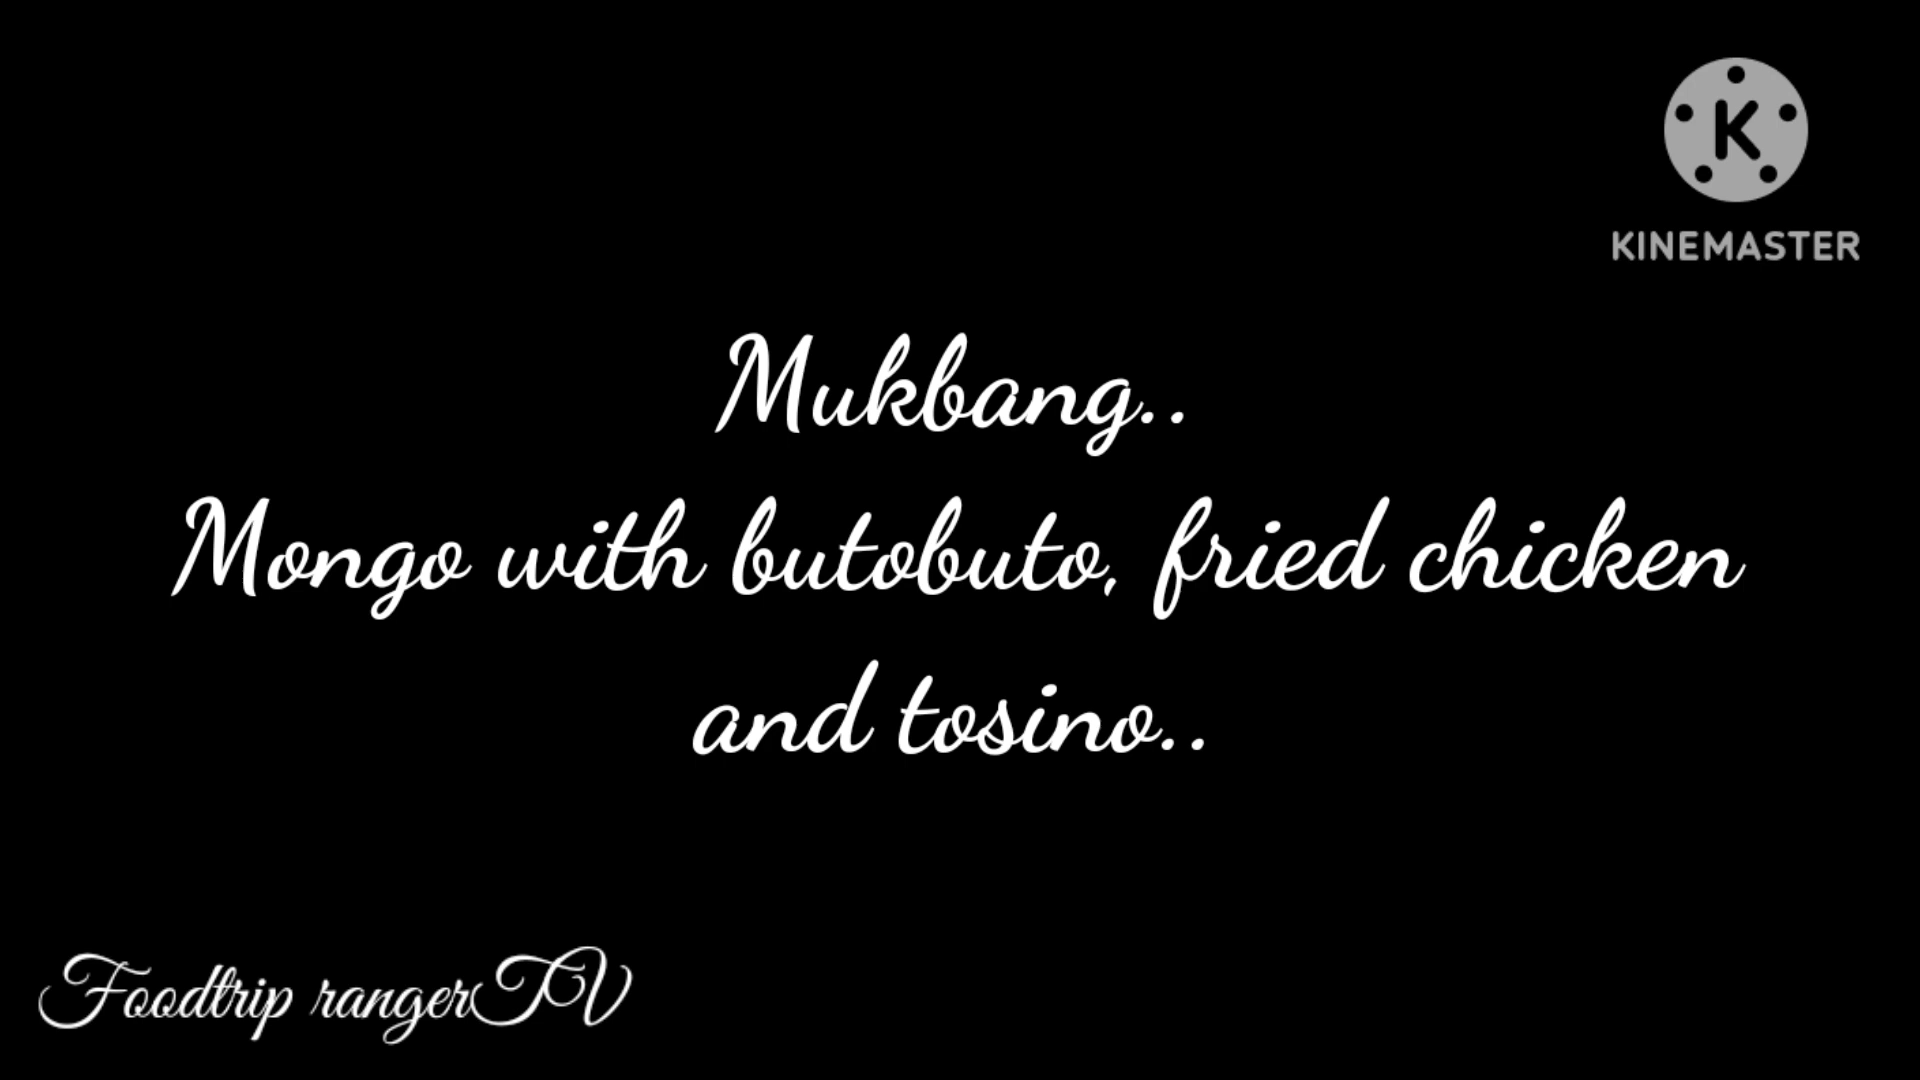 K
KINEMASTER
Mukbang..
Mongo with butobuto, fried chicken
and tosino..
Foodtrip rangerTV